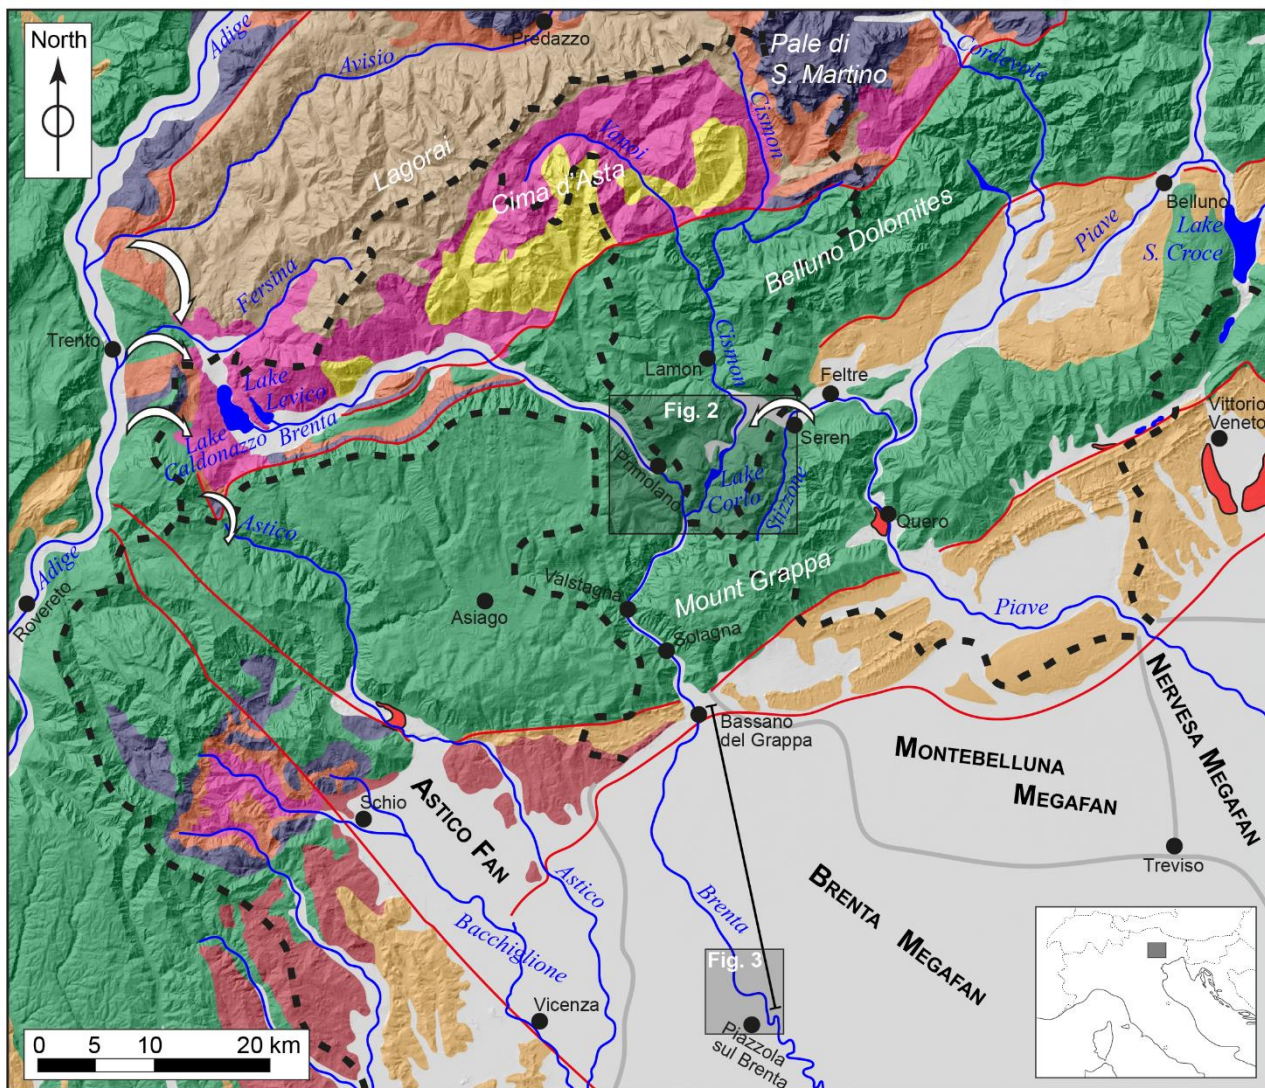 North
Adige
Avisio
Predazzo
Pale di
S. Martino
Cordevole
Cismon
Vanoi
Lagorai
Cima d'Asta
Belluno Dolomites
Belluno
Lake
S. Croce
Piave
Fersina
Trento
Lake
Levico
Lake
Caldonazzo
Brenta
Lamon
Cismon
Feltre
Fig. 2
Seren
Primolano
Lake
Corlo
Stizzone
Vittorio
Veneto
Quero
Astico
Adige
Rovereto
Asiago
Valstagna
Mount Grappa
Solagna
Piave
Bassano
del Grappa
NERVESA MEGAFAN
MONTEBELLUNA
MEGAFAN
Schio
ASTICO FAN
Astico
Brenta
BRENTA MEGAFAN
Treviso
Bacchiglione
Fig. 3
Vicenza
Piazzola
sul Brenta
0 5 10 20 km